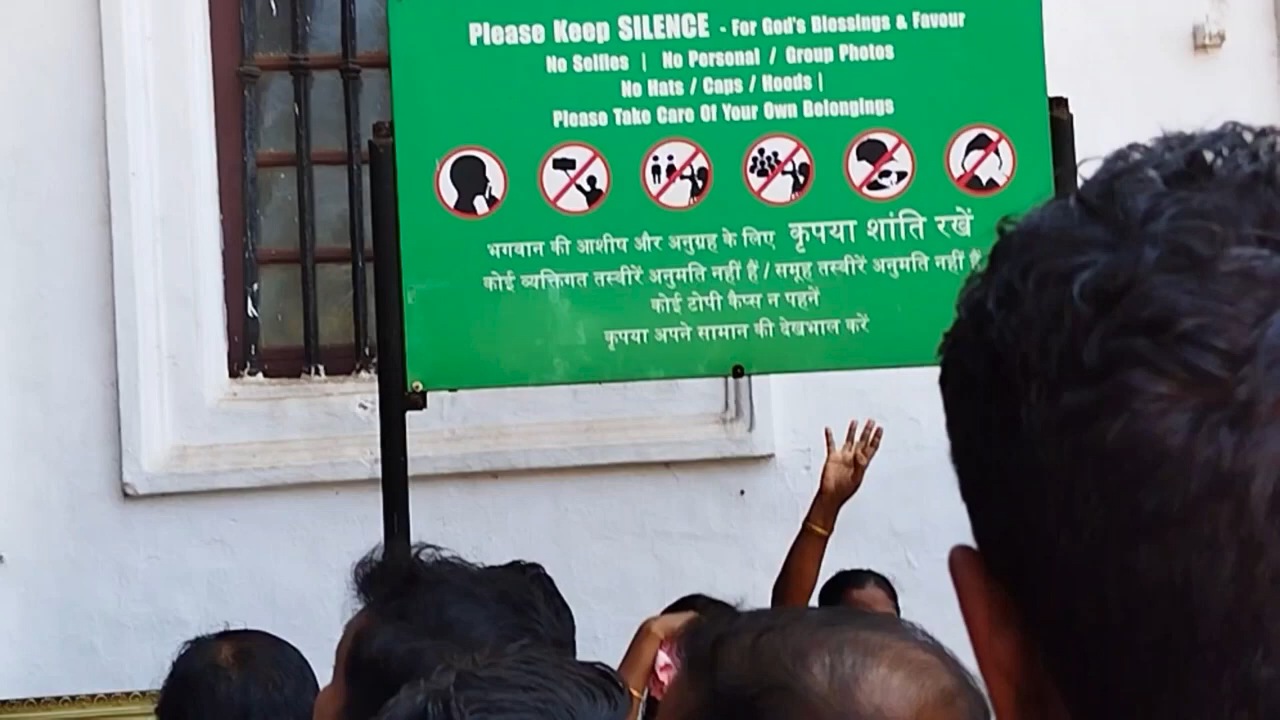 Please Keep SILENCE - For God's Blessings & Favour
No Selfies | No Personal / Group Photos
No Hats / Caps / Hoods |
Please Take Care Of Your Own Belongings
भगवान की आशीष और अनुग्रह के लिए कृपया शांति रखें
कोई व्यक्तिगत तस्वीरें अनुमति नहीं हैं / समूह तस्वीरें अनुमति नहीं हैं
कोई टोपी कैप्स न पहनें
कृपया अपने सामान की देखभाल करें